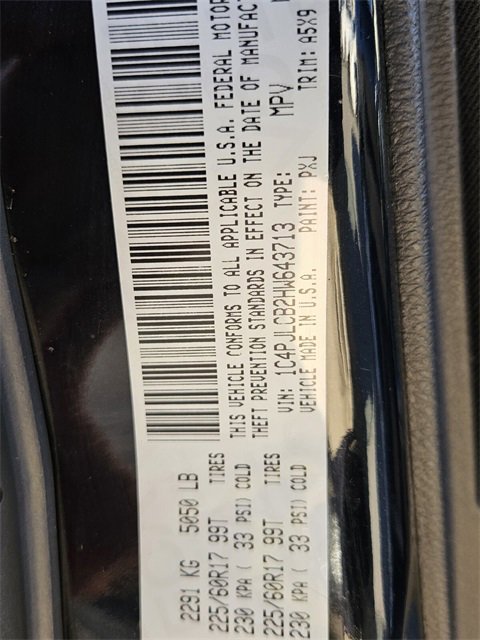 2291 KG 5050 LB
225/60R17 99T TIRES
230 KPA ( 33 PSI) COLD
225/60R17 99T TIRES
230 KPA ( 33 PSI) COLD
THIS VEHICLE CONFORMS TO ALL APPLICABLE U.S.A. FEDERAL MOTOR
THEFT PREVENTION STANDARDS IN EFFECT ON THE DATE OF MANUFAC
VIN: 1C4PJLCB2HW643713 TYPE: MPV
VEHICLE MADE IN U.S.A. PAINT: PXJ TRIM: A5X9